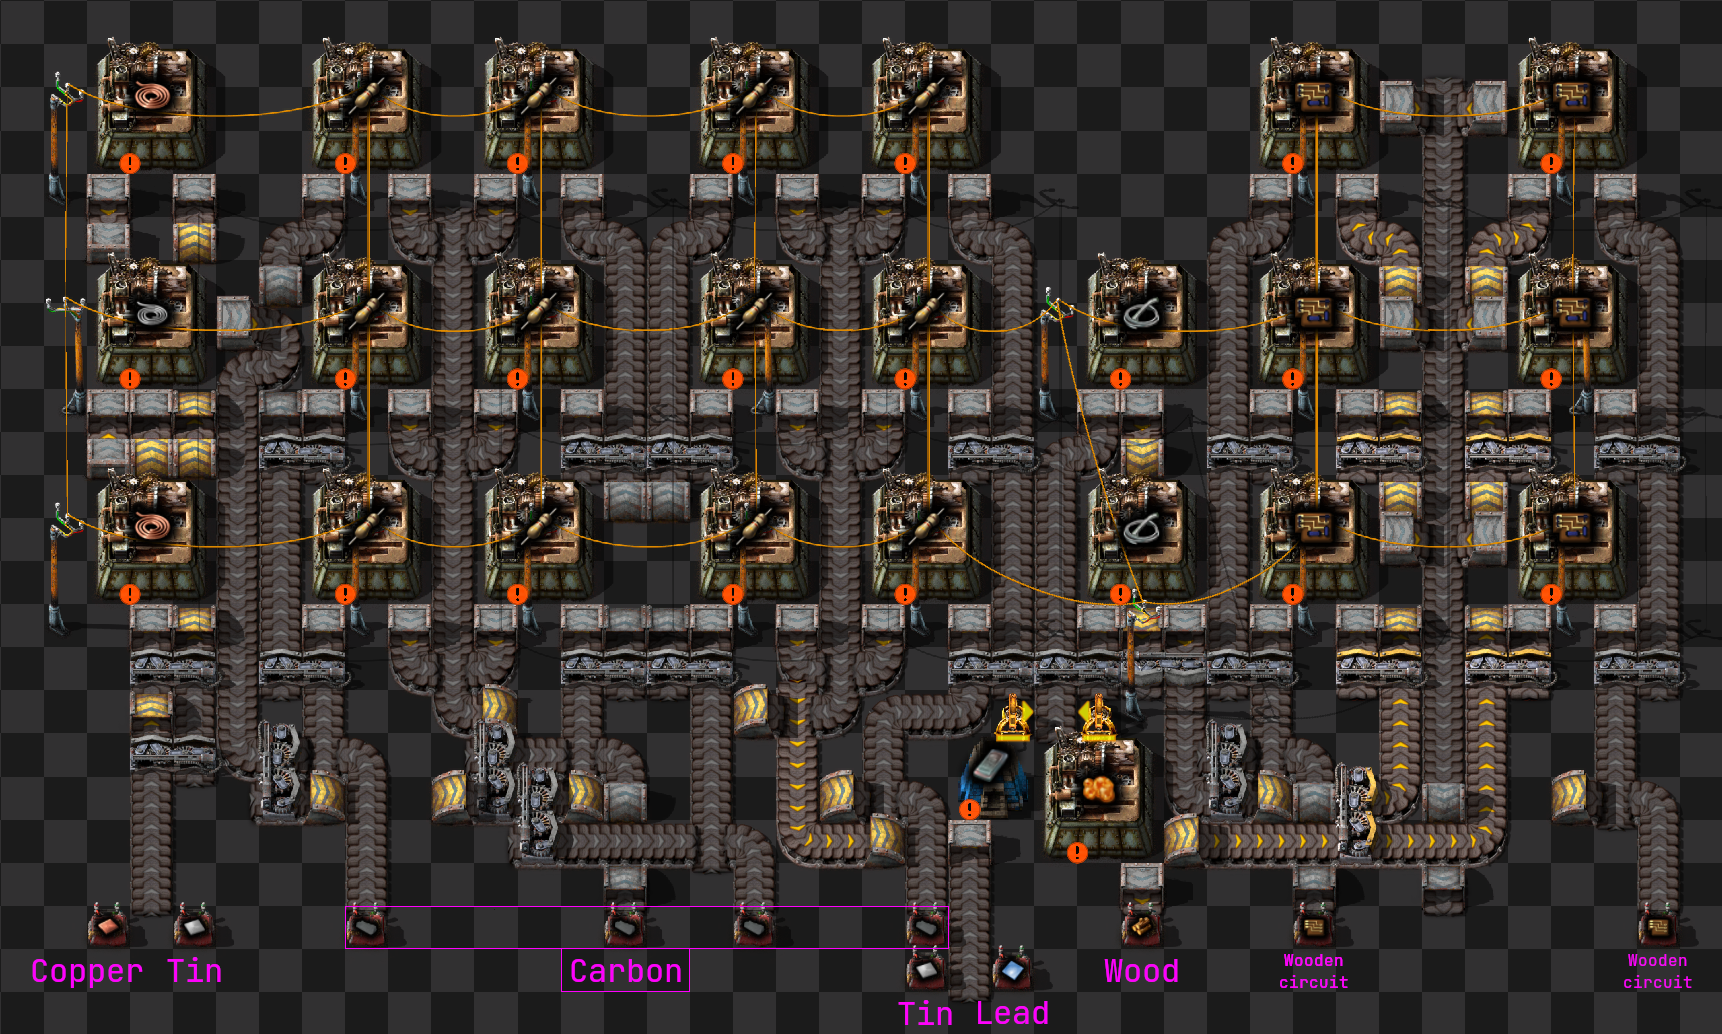 Copper Tin
Carbon
Tin Lead
Wood
Wooden
circuit
Wooden
circuit